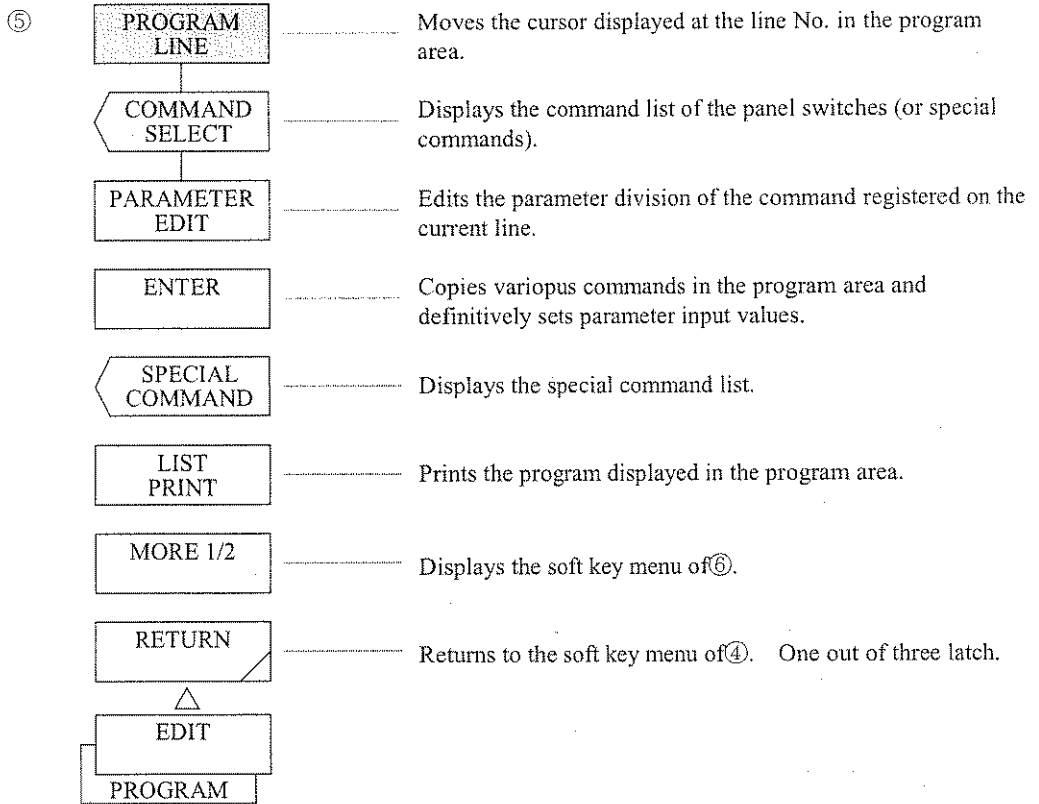 ⑤
PROGRAM
LINE
Moves the cursor displayed at the line No. in the program
area.
COMMAND
SELECT
Displays the command list of the panel switches (or special
commands).
PARAMETER
EDIT
Edits the parameter division of the command registered on the
current line.
ENTER
Copies variopus commands in the program area and
definitively sets parameter input values.
SPECIAL
COMMAND
Displays the special command list.
LIST
PRINT
Prints the program displayed in the program area.
MORE 1/2
Displays the soft key menu of⑥.
RETURN
Returns to the soft key menu of④. One out of three latch.
EDIT
PROGRAM